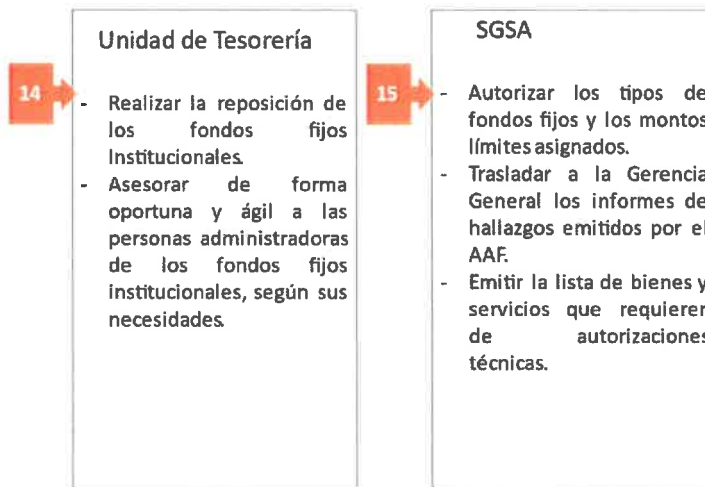 14
Unidad de Tesorería
- Realizar la reposición de
los fondos fijos
Institucionales.
- Asesorar de forma
oportuna y ágil a las
personas administradoras
de los fondos fijos
institucionales, según sus
necesidades.
15
SGSA
- Autorizar los tipos de
fondos fijos y los montos
límites asignados.
- Trasladar a la Gerencia
General los informes de
hallazgos emitidos por el
AAF.
- Emitir la lista de bienes y
servicios que requieren
de autorizaciones
técnicas.